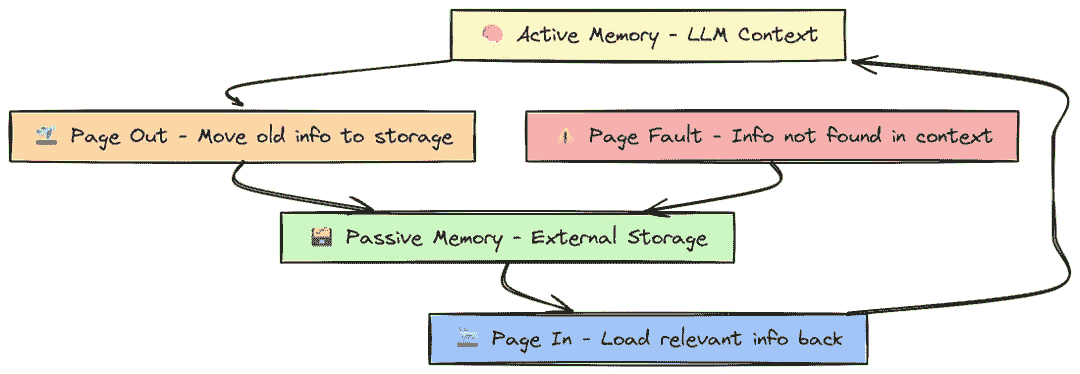 🧠 Active Memory - LLM Context
Page Out - Move old info to storage
⚠️ Page Fault - Info not found in context
🗃️ Passive Memory - External Storage
Page In - Load relevant info back